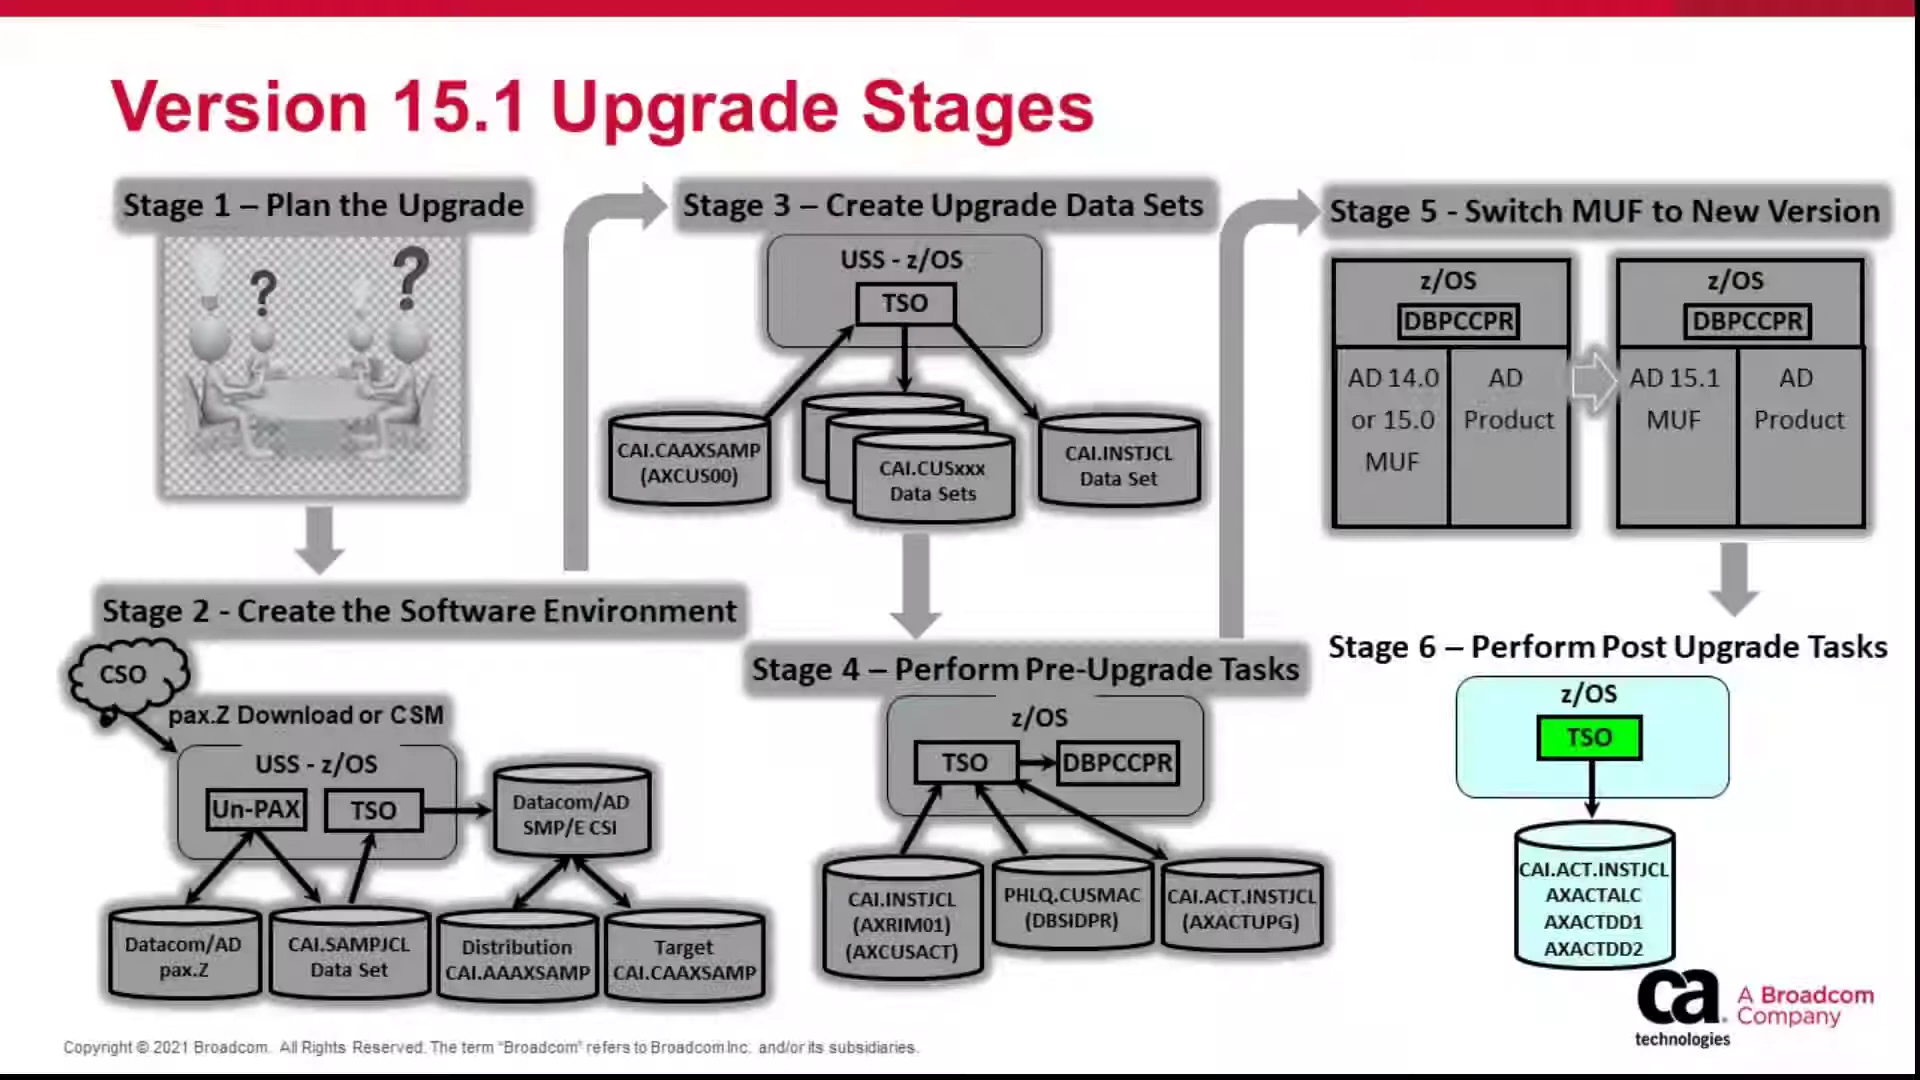 Version 15.1 Upgrade Stages
Stage 1 – Plan the Upgrade
? ?
Stage 2 - Create the Software Environment
CSO
pax.Z Download or CSM
USS - z/OS
Un-PAX
TSO
Datacom/AD
SMP/E CSI
Datacom/AD
pax.Z
CAI.SAMPJCL
Data Set
Distribution
CAI.AAAXSAMP
Target
CAI.CAAXSAMP
Stage 3 – Create Upgrade Data Sets
USS - z/OS
TSO
CAI.CAAXSAMP
(AXCUS00)
CAI.CUSxxx
Data Sets
CAI.INSTJCL
Data Set
Stage 4 – Perform Pre-Upgrade Tasks
z/OS
TSO
DBPCCPR
CAI.INSTJCL
(AXRIM01)
(AXCUSACT)
PHLQ.CUSMAC
(DBSIDPR)
CAI.ACT.INSTJCL
(AXACTUPG)
Stage 5 - Switch MUF to New Version
z/OS
DBPCCPR
AD 14.0
or 15.0
MUF
AD
Product
z/OS
DBPCCPR
AD 15.1
MUF
AD
Product
Stage 6 – Perform Post Upgrade Tasks
z/OS
TSO
CAI.ACT.INSTJCL
AXACTALC
AXACTDD1
AXACTDD2
ca
technologies
A Broadcom
Company
Copyright © 2021 Broadcom. All Rights Reserved. The term “Broadcom” refers to Broadcom Inc. and/or its subsidiaries.